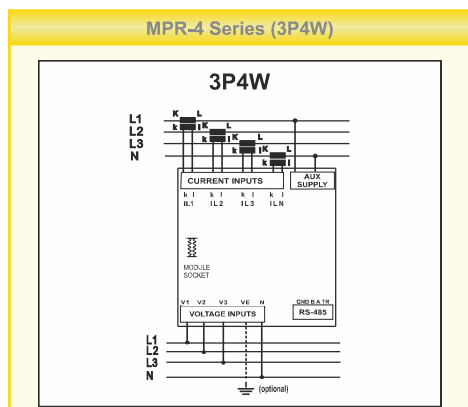 MPR-4 Series (3P4W)
3P4W
K L
L1
k l K L
L2
k l K L
L3
k l K L
N
k l
CURRENT INPUTS
AUX
SUPPLY
k l k l k l k l
IL1 IL2 IL3 ILN
MODULE
SOCKET
V1 V2 V3 VE N
GND B A TR
VOLTAGE INPUTS
RS-485
L1
L2
L3
N
(optional)